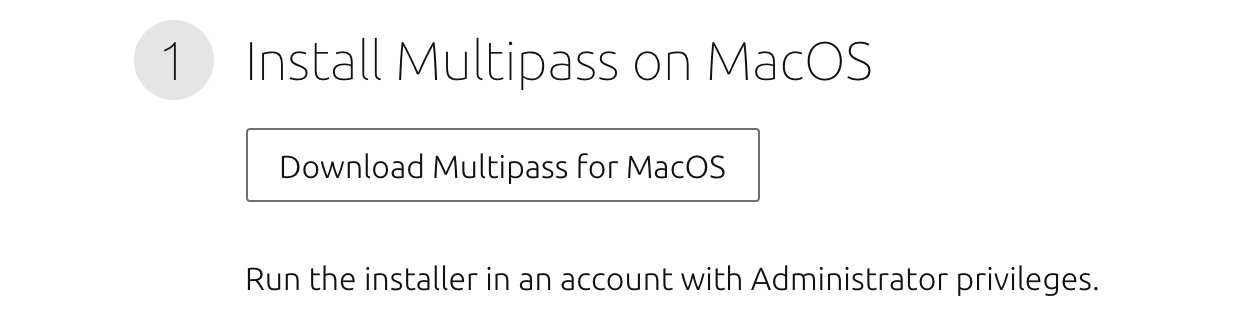 1 Install Multipass on MacOS
Download Multipass for MacOS
Run the installer in an account with Administrator privileges.